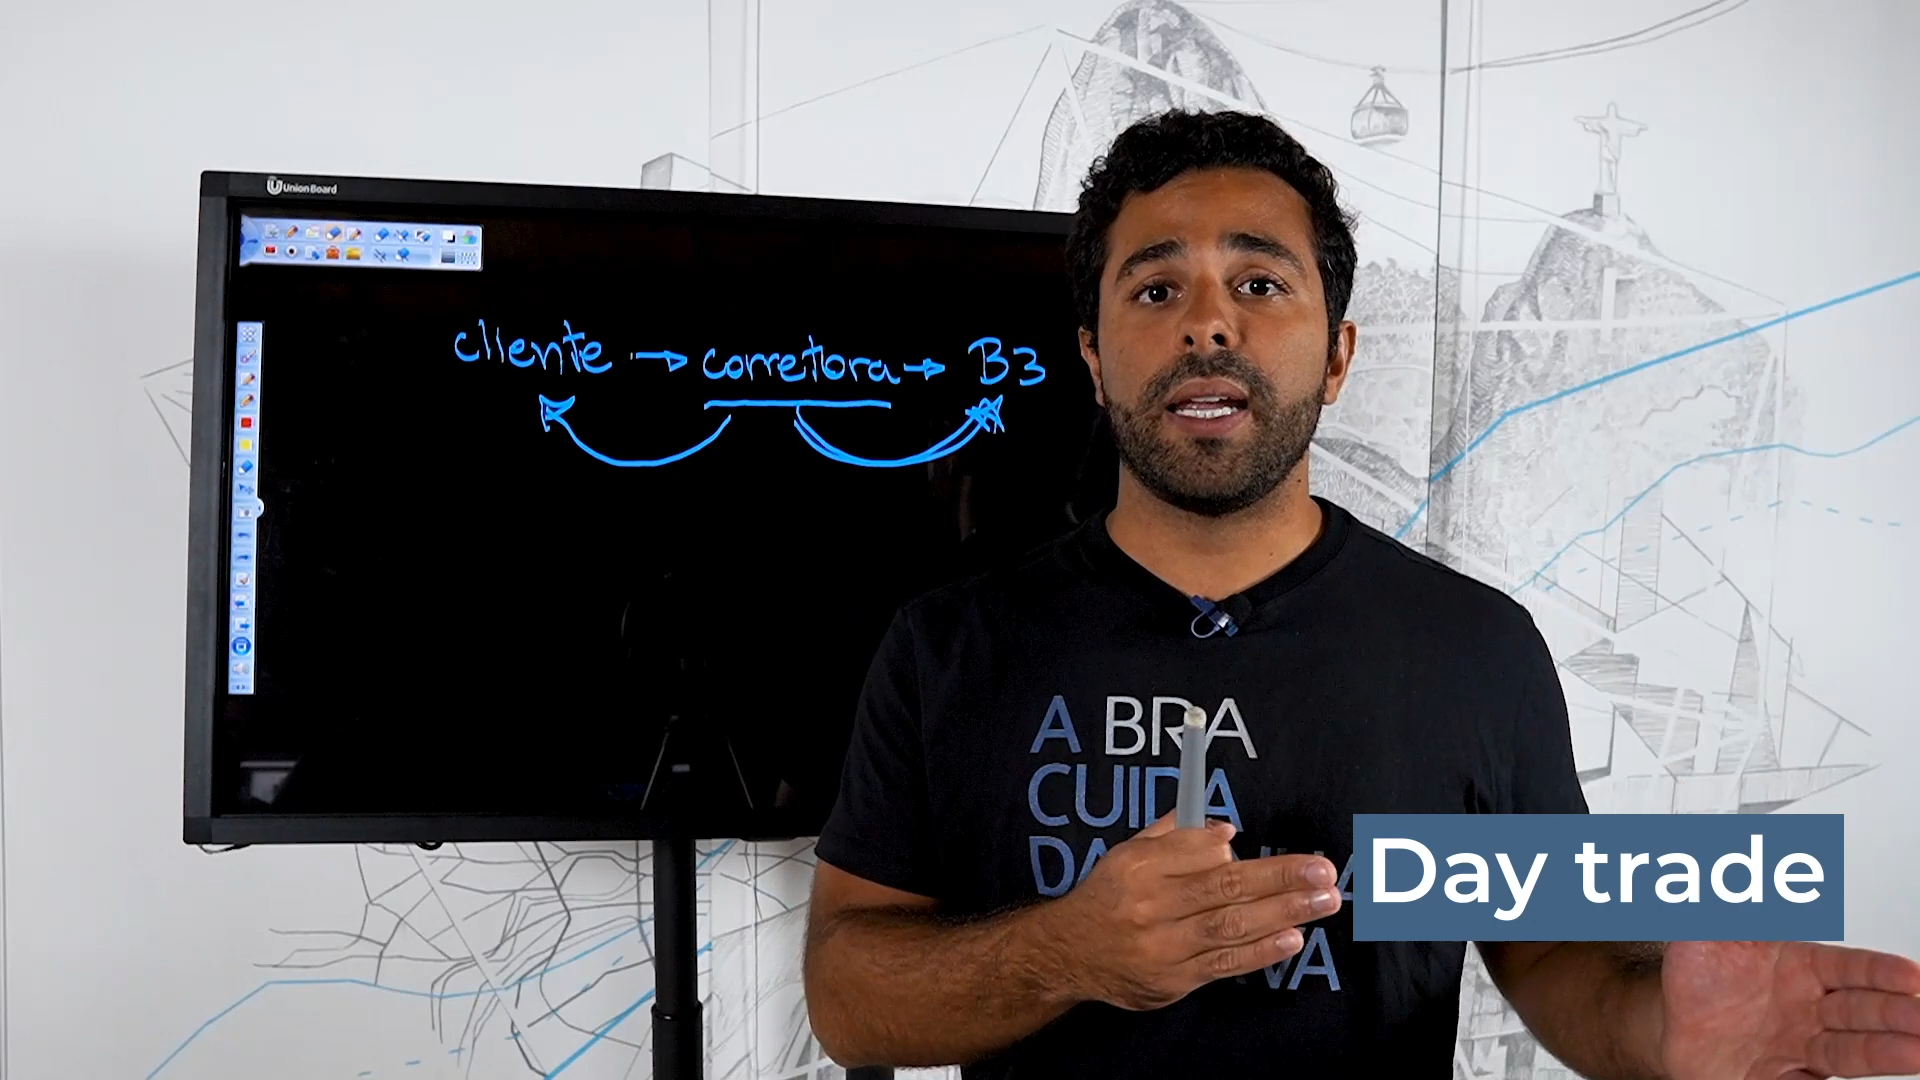 UnionBoard
cliente → corretora → B3
A BRA
CUIDA
Day trade